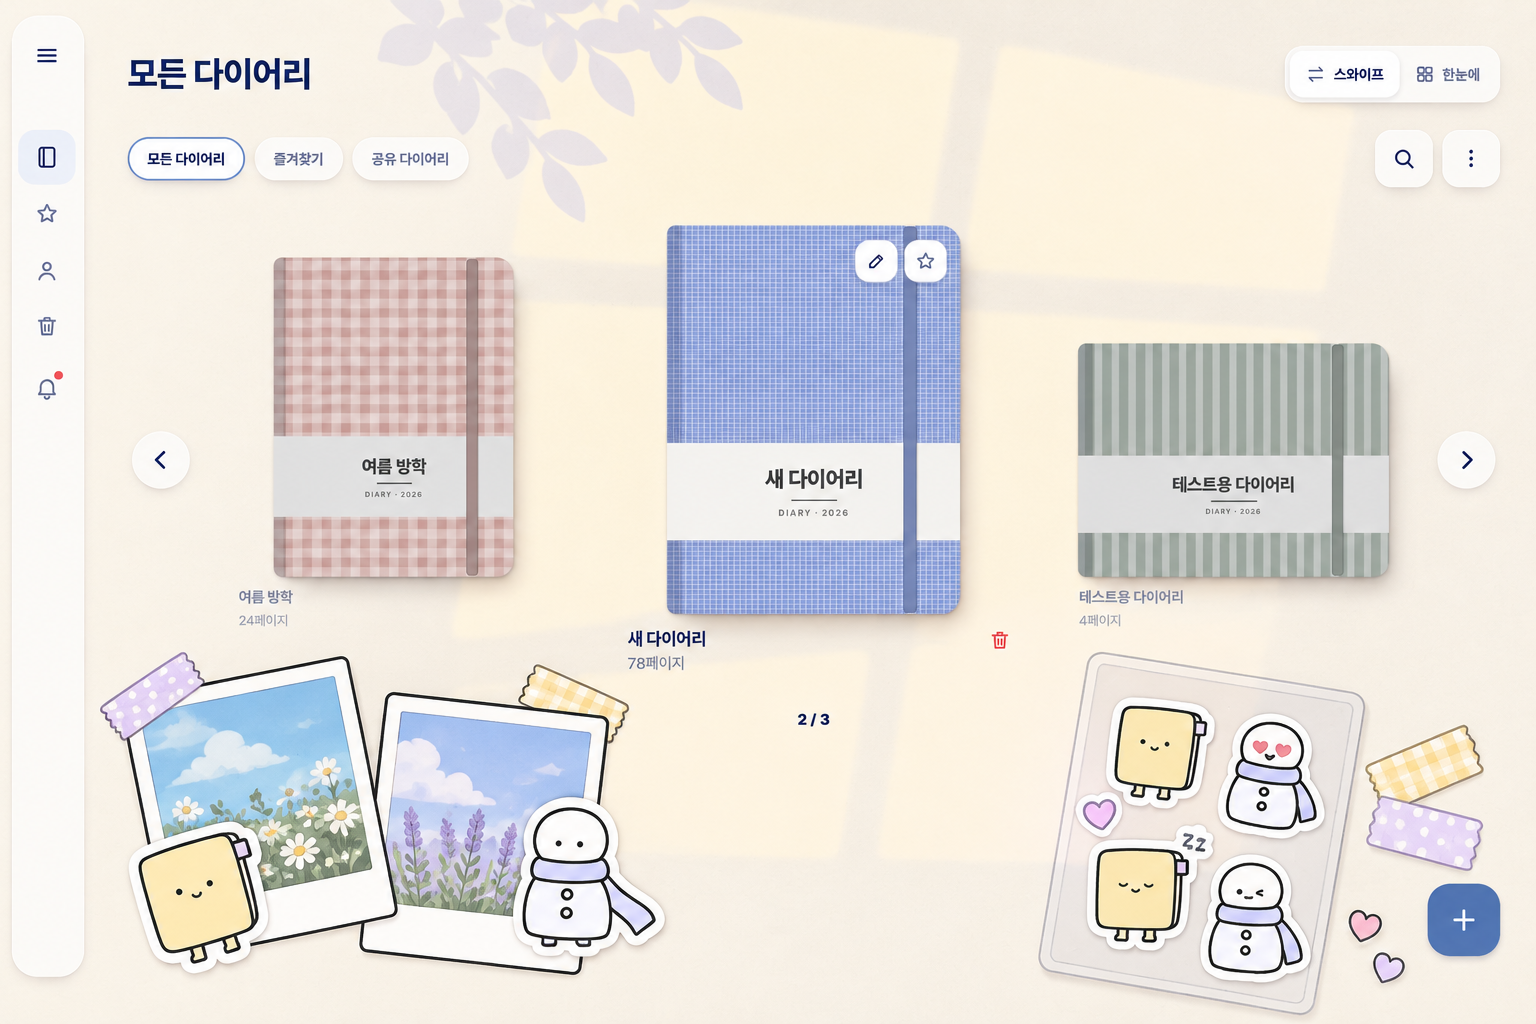 모든 다이어리
스와이프
한눈에
모든 다이어리
즐겨찾기
공유 다이어리
여름 방학
DIARY · 2026
새 다이어리
DIARY · 2026
테스트용 다이어리
DIARY · 2026
여름 방학
24페이지
새 다이어리
78페이지
테스트용 다이어리
4페이지
2 / 3
zz